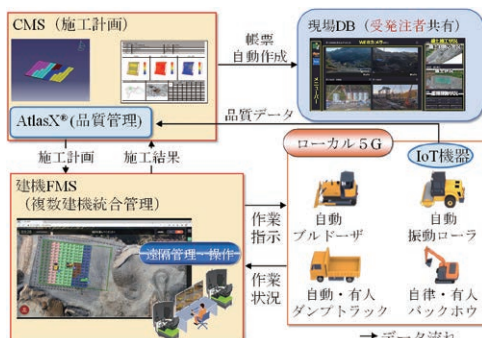 CMS（施工計画）
帳票
自動作成
現場DB（受発注者共有）
メニューバー
AtlasX®(品質管理)
品質データ
施工計画
施工結果
ローカル5G
IoT機器
建機FMS
（複数建機統合管理）
遠隔管理・操作
作業
指示
作業
状況
自動
ブルドーザ
自動
振動ローラ
自動・有人
ダンプトラック
自律・有人
バックホウ
→データ流れ